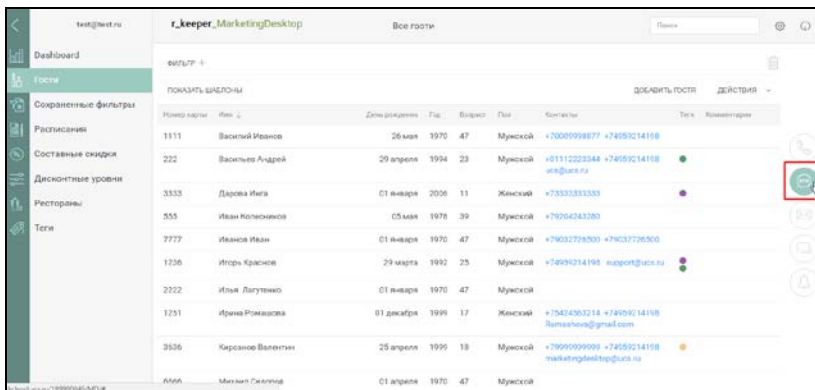 test@test.ru
r_keeper_MarketingDesktop
Все гости
Поиск
Dashboard
Гости
Сохраненные фильтры
Расписания
Составные скидки
Дисконтные уровни
Рестораны
Теги
ФИЛЬТР +
ПОКАЗАТЬ ШАБЛОНЫ
ДОБАВИТЬ ГОСТЯ
ДЕЙСТВИЯ
Номер карты Имя ↓ День рождения Год Возраст Пол Контакты Теги Комментарии
1111 Василий Иванов 26 мая 1970 47 Мужской +70009998877 +74959214198
222 Васильев Андрей 29 апреля 1994 23 Мужской +01112223344 +74959214198
ucs@ucs.ru
3333 Дарова Инга 01 января 2006 11 Женский +73333333333
555 Иван Колесников 05 мая 1978 39 Мужской +79204243280
7777 Иванов Иван 01 января 1970 47 Мужской +79032726500 +79032726500
1236 Игорь Краснов 29 марта 1992 25 Мужской +74959214198 support@ucs.ru
2222 Илья Лагутенко 01 января 1970 47 Мужской
1251 Ирина Ромашова 01 декабря 1999 17 Женский +75424563214 +74959214198
Romashova@gmail.com
3636 Кирсанов Валентин 25 апреля 1999 18 Мужской +79999999999 +74959214198
marketingdesktop@ucs.ru
6666 Михаил Сидоров 01 апреля 1970 47 Мужской